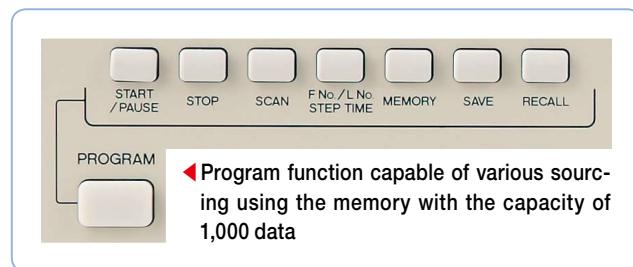 START
/PAUSE
STOP
SCAN
F No./L No.
STEP TIME
MEMORY
SAVE
RECALL
PROGRAM
◀Program function capable of various sourc-
ing using the memory with the capacity of
1,000 data